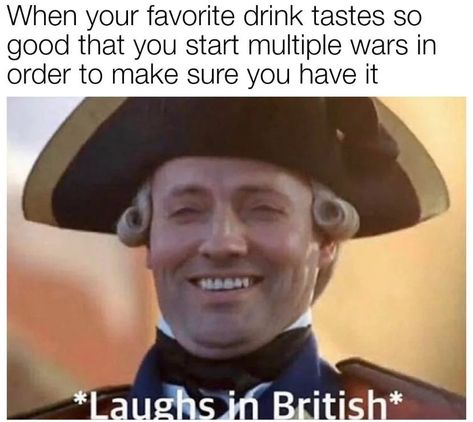 When your favorite drink tastes so
good that you start multiple wars in
order to make sure you have it
*Laughs in British*